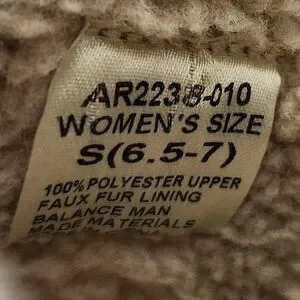 AR2238-010
WOMEN'S SIZE
S(6.5-7)
100% POLYESTER UPPER
FAUX FUR LINING
BALANCE MAN
MADE MATERIALS